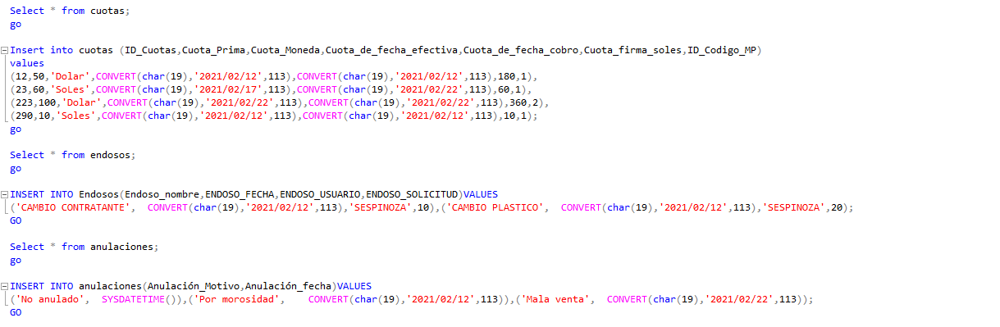 Select * from cuotas;
go
Insert into cuotas (ID_Cuotas,Cuota_Prima,Cuota_Moneda,Cuota_de_fecha_efectiva,Cuota_de_fecha_cobro,Cuota_firma_soles,ID_Codigo_MP)
values
(12,50,'Dolar',CONVERT(char(19),'2021/02/12',113),CONVERT(char(19),'2021/02/12',113),180,1),
(23,60,'SoLes',CONVERT(char(19),'2021/02/17',113),CONVERT(char(19),'2021/02/22',113),60,1),
(223,100,'Dolar',CONVERT(char(19),'2021/02/22',113),CONVERT(char(19),'2021/02/22',113),360,2),
(290,10,'Soles',CONVERT(char(19),'2021/02/12',113),CONVERT(char(19),'2021/02/12',113),10,1);
go
Select * from endosos;
go
INSERT INTO Endosos(Endoso_nombre,ENDOSO_FECHA,ENDOSO_USUARIO,ENDOSO_SOLICITUD)VALUES
('CAMBIO CONTRATANTE',  CONVERT(char(19),'2021/02/12',113),'SESPINOZA',10),('CAMBIO PLASTICO',  CONVERT(char(19),'2021/02/12',113),'SESPINOZA',20);
GO
Select * from anulaciones;
go
INSERT INTO anulaciones(Anulación_Motivo,Anulación_fecha)VALUES
('No anulado',  SYSDATETIME()),('Por morosidad',    CONVERT(char(19),'2021/02/12',113)),('Mala venta',  CONVERT(char(19),'2021/02/22',113));
GO